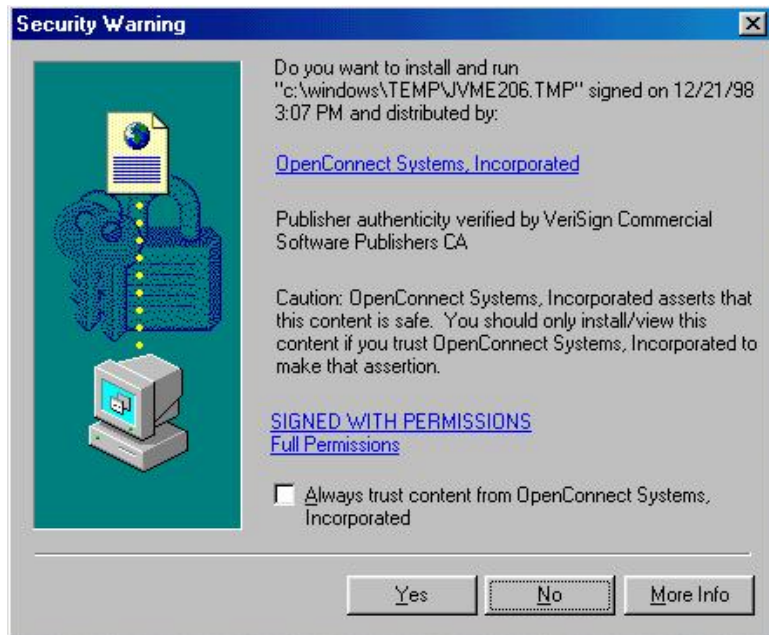 Security Warning
Do you want to install and run
"c:\windows\TEMP\JVME206.TMP" signed on 12/21/98
3:07 PM and distributed by:
OpenConnect Systems, Incorporated
Publisher authenticity verified by VeriSign Commercial
Software Publishers CA
Caution: OpenConnect Systems, Incorporated asserts that
this content is safe.  You should only install/view this
content if you trust OpenConnect Systems, Incorporated to
make that assertion.
SIGNED WITH PERMISSIONS
Full Permissions
Always trust content from OpenConnect Systems,
Incorporated
Yes
No
More Info